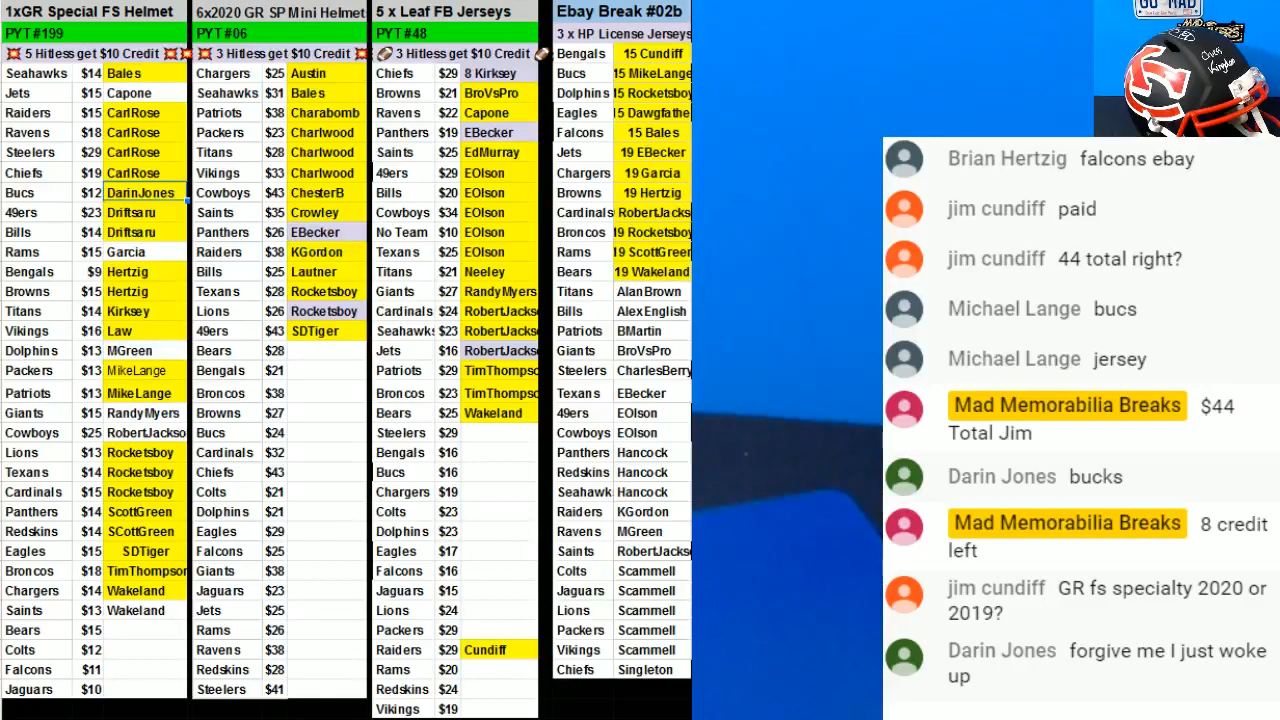 1xGR Special FS Helmet
PYT #199
💥 5 Hitless get $10 Credit 💥💥
Seahawks $14 Bales
Jets $15 Capone
Raiders $15 CarlRose
Ravens $18 CarlRose
Steelers $29 CarlRose
Chiefs $19 CarlRose
Bucs $12 DarinJones
49ers $23 Driftsaru
Bills $14 Driftsaru
Rams $15 Garcia
Bengals $9 Hertzig
Browns $15 Hertzig
Titans $14 Kirksey
Vikings $16 Law
Dolphins $13 MGreen
Packers $13 MikeLange
Patriots $13 MikeLange
Giants $15 RandyMyers
Cowboys $25 RobertJackso
Lions $13 Rocketsboy
Texans $14 Rocketsboy
Cardinals $15 Rocketsboy
Panthers $14 ScottGreen
Redskins $14 SCottGreen
Eagles $15 SDTiger
Broncos $18 TimThompson
Chargers $14 Wakeland
Saints $13 Wakeland
Bears $15
Colts $12
Falcons $11
Jaguars $10
6x2020 GR SP Mini Helmets
PYT #06
💥 3 Hitless get $10 Credit 💥
Chargers $25 Austin
Seahawks $31 Bales
Patriots $38 Charabomb
Packers $23 Charlwood
Titans $28 Charlwood
Vikings $33 Charlwood
Cowboys $43 ChesterB
Saints $35 Crowley
Panthers $26 EBecker
Raiders $38 KGordon
Bills $25 Lautner
Texans $28 Rocketsboy
Lions $26 Rocketsboy
49ers $43 SDTiger
Bears $28
Bengals $21
Broncos $38
Browns $27
Bucs $24
Cardinals $32
Chiefs $43
Colts $21
Dolphins $21
Eagles $29
Falcons $25
Giants $38
Jaguars $23
Jets $25
Rams $26
Ravens $38
Redskins $28
Steelers $41
5 x Leaf FB Jerseys
PYT #48
🏈 3 Hitless get $10 Credit 🏈
Chiefs $29 8 Kirksey
Browns $21 BroVsPro
Ravens $22 Capone
Panthers $19 EBecker
Saints $25 EdMurray
49ers $29 EOlson
Bills $20 EOlson
Cowboys $34 EOlson
No Team $10 EOlson
Texans $25 EOlson
Titans $21 Neeley
Giants $27 RandyMyers
Cardinals $24 RobertJackso
Seahawks $23 RobertJackso
Jets $16 RobertJackso
Patriots $29 TimThompso
Broncos $23 TimThompso
Bears $25 Wakeland
Steelers $29
Bengals $16
Bucs $16
Chargers $19
Colts $23
Dolphins $23
Eagles $17
Falcons $16
Jaguars $15
Lions $24
Packers $29
Raiders $29 Cundiff
Rams $20
Redskins $24
Vikings $19
Ebay Break #02b
3 x HP License Jerseys
Bengals 15 Cundiff
Bucs 15 MikeLange
Dolphins 15 Rocketsboy
Eagles 15 Dawgfathe
Falcons 15 Bales
Jets 19 EBecker
Chargers 19 Garcia
Browns 19 Hertzig
Cardinals RobertJacks
Broncos 19 Rocketsboy
Rams 19 ScottGreen
Bears 19 Wakeland
Titans AlanBrown
Bills AlexEnglish
Patriots BMartin
Giants BroVsPro
Steelers CharlesBerry
Texans EBecker
49ers EOlson
Cowboys EOlson
Panthers Hancock
Redskins Hancock
Seahawk Hancock
Raiders KGordon
Ravens MGreen
Saints RobertJackso
Colts Scammell
Jaguars Scammell
Lions Scammell
Packers Scammell
Vikings Scammell
Chiefs Singleton
GO MAD
Brian Hertzig falcons ebay
jim cundiff paid
jim cundiff 44 total right?
Michael Lange bucs
Michael Lange jersey
Mad Memorabilia Breaks $44
Total Jim
Darin Jones bucks
Mad Memorabilia Breaks 8 credit
left
jim cundiff GR fs specialty 2020 or
2019?
Darin Jones forgive me I just woke
up